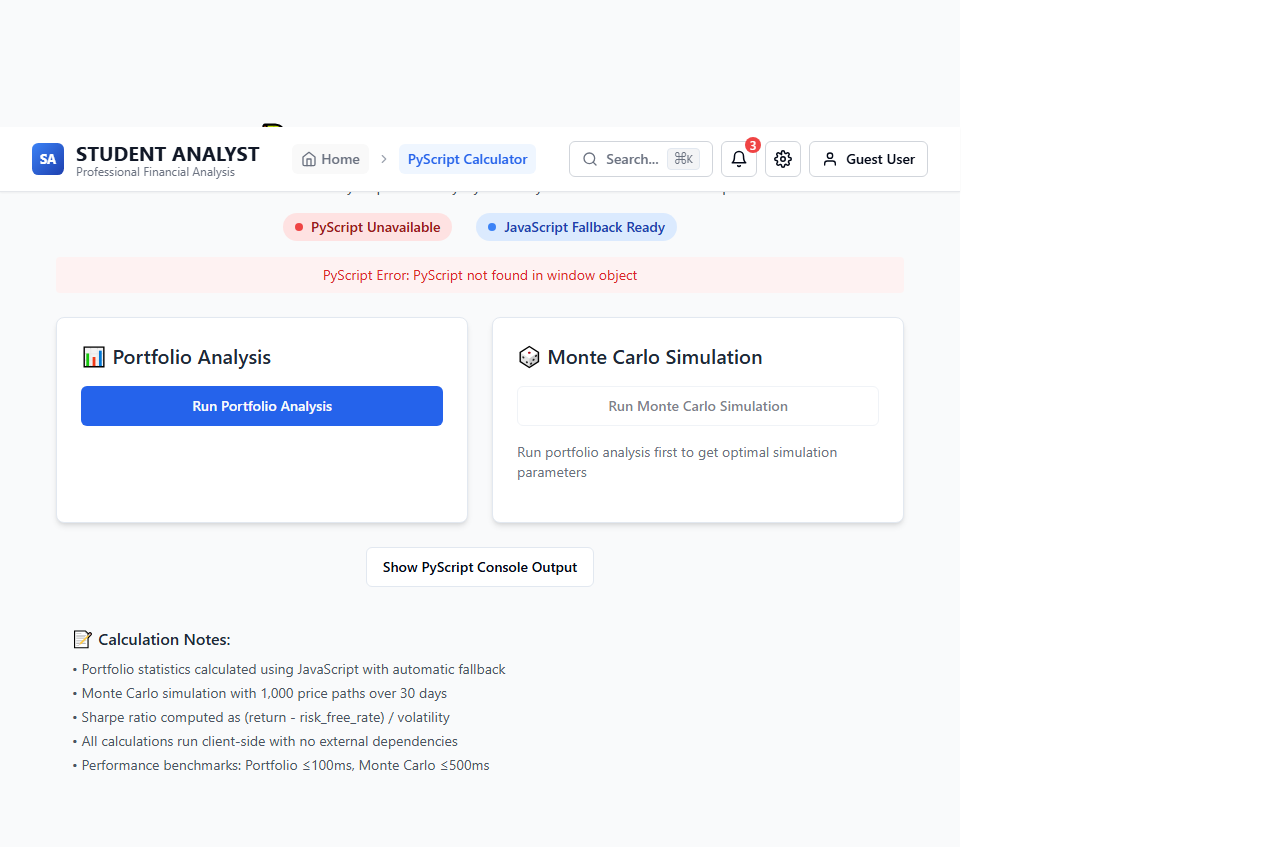 SA
STUDENT ANALYST
Professional Financial Analysis
Home
PyScript Calculator
Search...
⌘K
3
Guest User
PyScript Unavailable
JavaScript Fallback Ready
PyScript Error: PyScript not found in window object
Portfolio Analysis
Run Portfolio Analysis
Monte Carlo Simulation
Run Monte Carlo Simulation
Run portfolio analysis first to get optimal simulation
parameters
Show PyScript Console Output
Calculation Notes:
• Portfolio statistics calculated using JavaScript with automatic fallback
• Monte Carlo simulation with 1,000 price paths over 30 days
• Sharpe ratio computed as (return - risk_free_rate) / volatility
• All calculations run client-side with no external dependencies
• Performance benchmarks: Portfolio ≤100ms, Monte Carlo ≤500ms